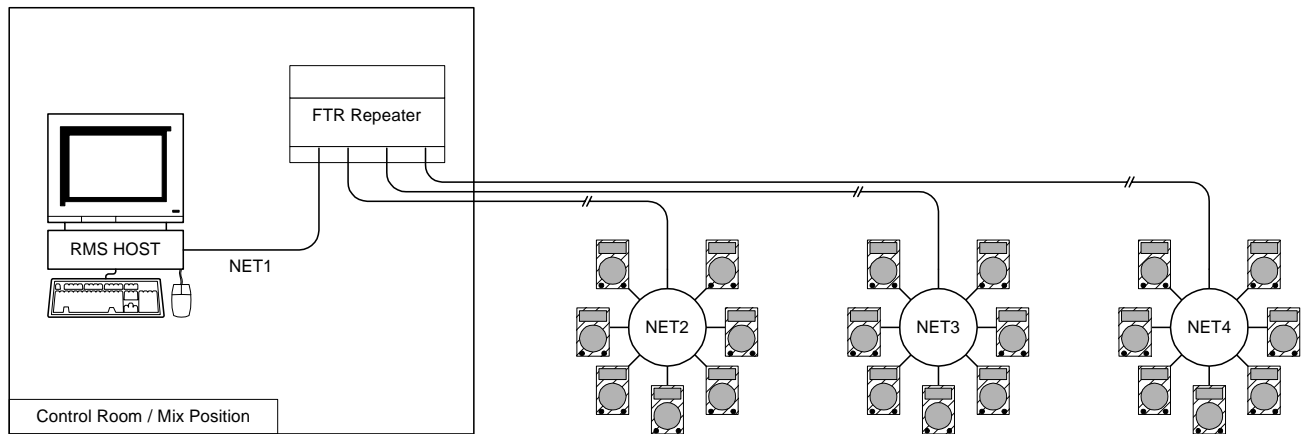 FTR Repeater
RMS HOST
NET1
NET2
NET3
NET4
Control Room / Mix Position